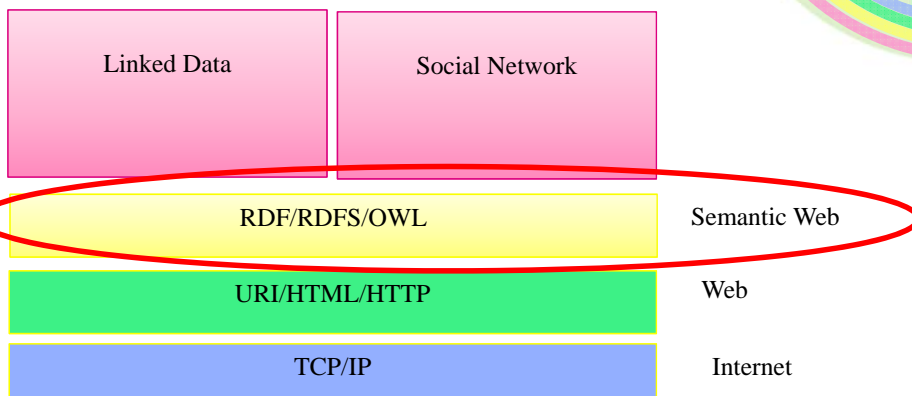 Linked Data
Social Network
RDF/RDFS/OWL
Semantic Web
URI/HTML/HTTP
Web
TCP/IP
Internet